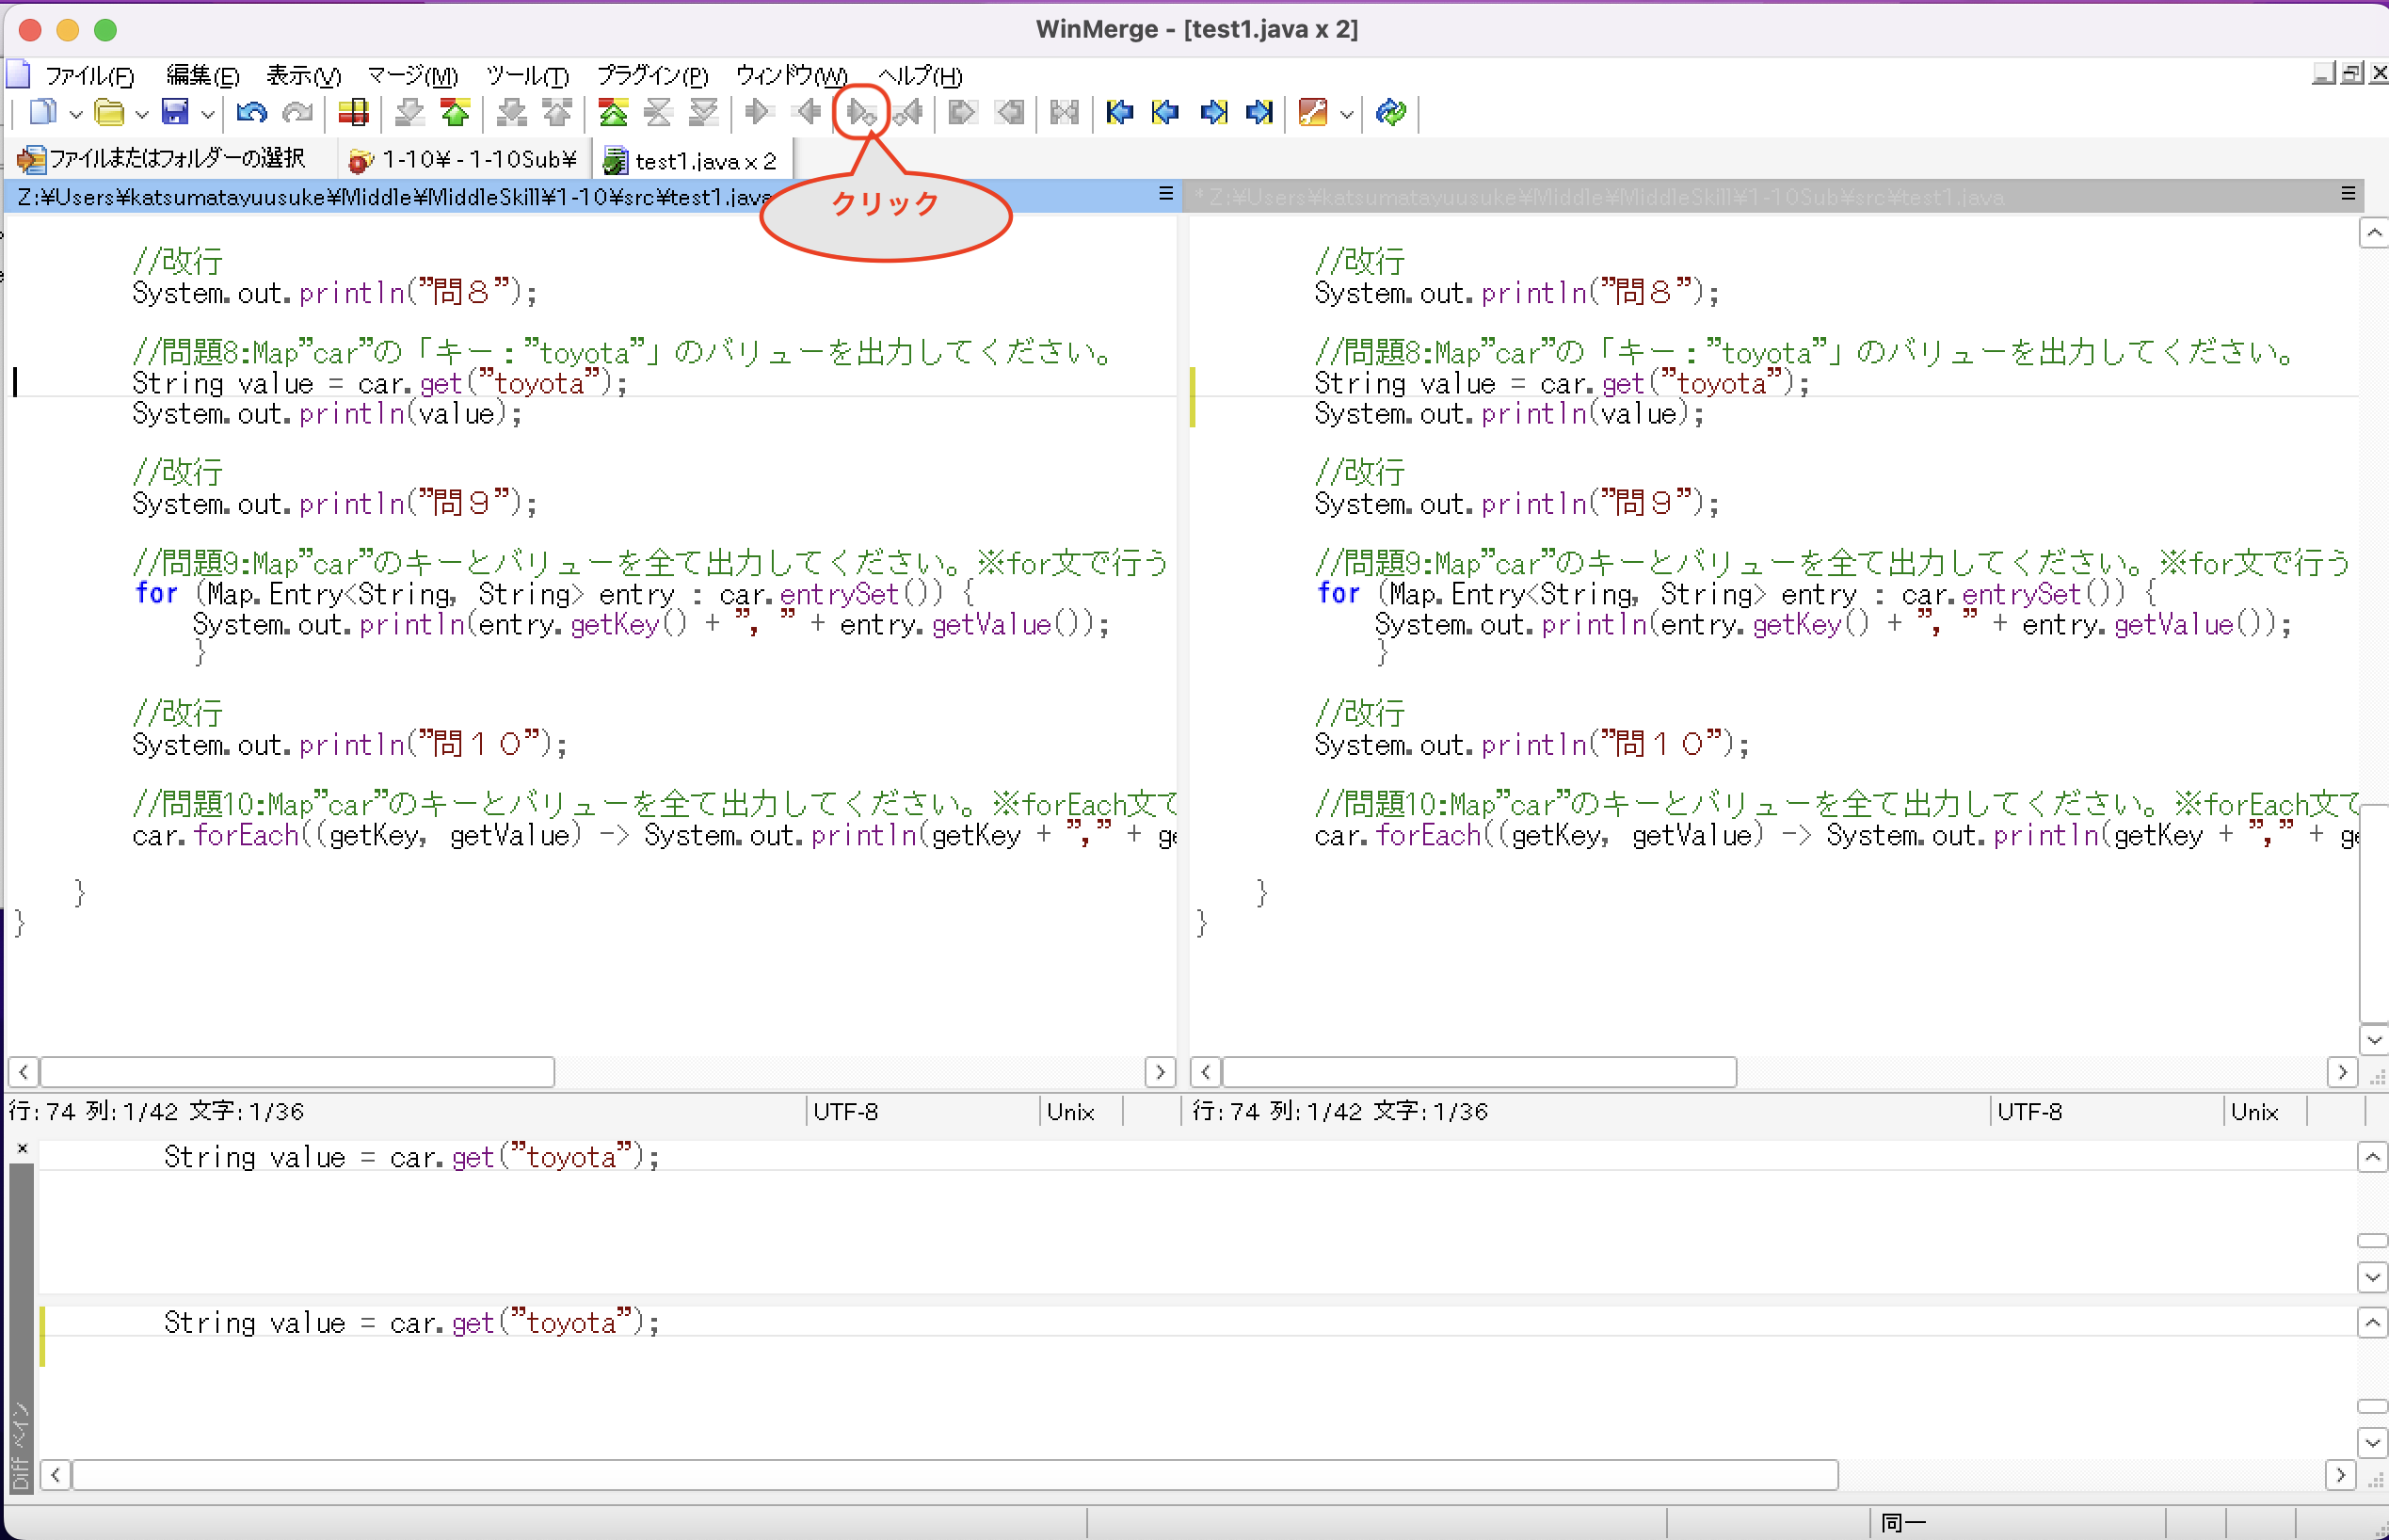 WinMerge - [test1.java x 2]
ファイル(F) 編集(E) 表示(V) マージ(M) ツール(T) プラグイン(P) ウィンドウ(W) ヘルプ(H)
ファイルまたはフォルダーの選択 1-10¥ - 1-10Sub¥ test1.java x 2
クリック
Z:¥Users¥katsumatayuusuke¥Middle¥MiddleSkill¥1-10¥src¥test1.java
//改行
System.out.println("問８");
//問題8:Map"car"の「キー："toyota"」のバリューを出力してください。
String value = car.get("toyota");
System.out.println(value);
//改行
System.out.println("問９");
//問題9:Map"car"のキーとバリューを全て出力してください。※for文で行う
for (Map.Entry<String, String> entry : car.entrySet()) {
System.out.println(entry.getKey() + ", " + entry.getValue());
}
//改行
System.out.println("問１０");
//問題10:Map"car"のキーとバリューを全て出力してください。※forEach文で
car.forEach((getKey, getValue) -> System.out.println(getKey + "," + ge
}
}
行: 74 列: 1/42 文字: 1/36 UTF-8 Unix
* Z:¥Users¥katsumatayuusuke¥Middle¥MiddleSkill¥1-10Sub¥src¥test1.java
//改行
System.out.println("問８");
//問題8:Map"car"の「キー："toyota"」のバリューを出力してください。
String value = car.get("toyota");
System.out.println(value);
//改行
System.out.println("問９");
//問題9:Map"car"のキーとバリューを全て出力してください。※for文で行う
for (Map.Entry<String, String> entry : car.entrySet()) {
System.out.println(entry.getKey() + ", " + entry.getValue());
}
//改行
System.out.println("問１０");
//問題10:Map"car"のキーとバリューを全て出力してください。※forEach文で
car.forEach((getKey, getValue) -> System.out.println(getKey + "," + ge
}
}
行: 74 列: 1/42 文字: 1/36 UTF-8 Unix
Diff ペイン
String value = car.get("toyota");
String value = car.get("toyota");
同一